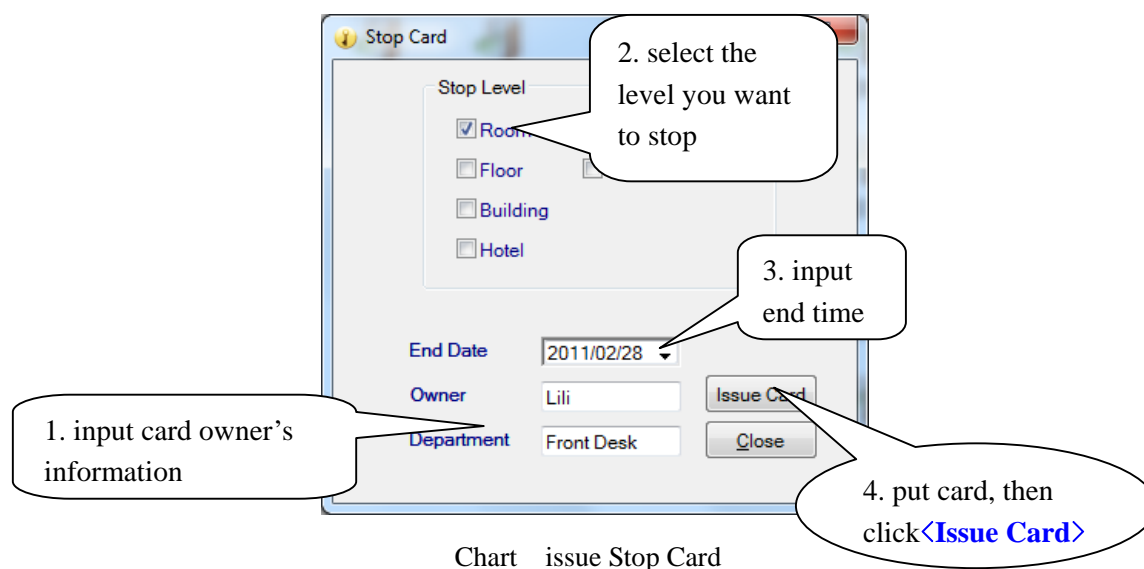 Stop Card
2. select the
level you want
to stop
Stop Level
Room
Floor
Building
Hotel
3. input
end time
End Date
2011/02/28
Owner
Lili
Issue Card
1. input card owner’s
information
Department
Front Desk
Close
4. put card, then
click<Issue Card>
Chart issue Stop Card